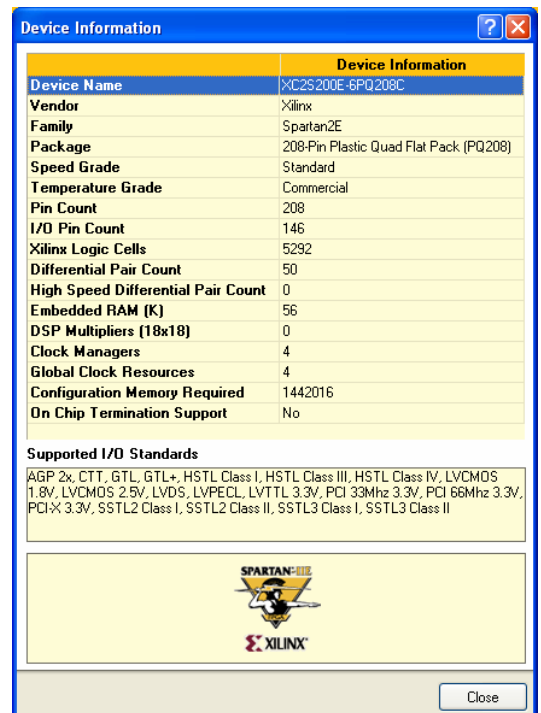 Device Information
Device Information
Device Name XC2S200E-6PQ208C
Vendor Xilinx
Family Spartan2E
Package 208-Pin Plastic Quad Flat Pack (PQ208)
Speed Grade Standard
Temperature Grade Commercial
Pin Count 208
I/O Pin Count 146
Xilinx Logic Cells 5292
Differential Pair Count 50
High Speed Differential Pair Count 0
Embedded RAM (K) 56
DSP Multipliers (18x18) 0
Clock Managers 4
Global Clock Resources 4
Configuration Memory Required 1442016
On Chip Termination Support No
Supported I/O Standards
AGP 2x, CTT, GTL, GTL+, HSTL Class I, HSTL Class III, HSTL Class IV, LVCMOS
1.8V, LVCMOS 2.5V, LVDS, LVPECL, LVTTL 3.3V, PCI 33Mhz 3.3V, PCI 66Mhz 3.3V,
PCI-X 3.3V, SSTL2 Class I, SSTL2 Class II, SSTL3 Class I, SSTL3 Class II
SPARTAN-IIE
XILINX
Close